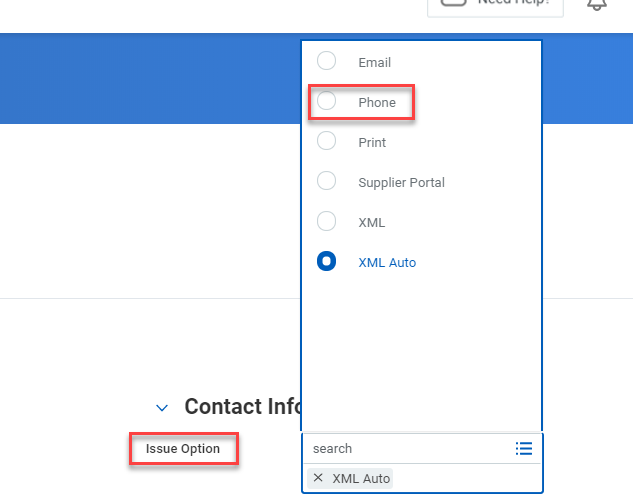 Need Help?
Email
Phone
Print
Supplier Portal
XML
XML Auto
Contact Info
Issue Option
search
× XML Auto